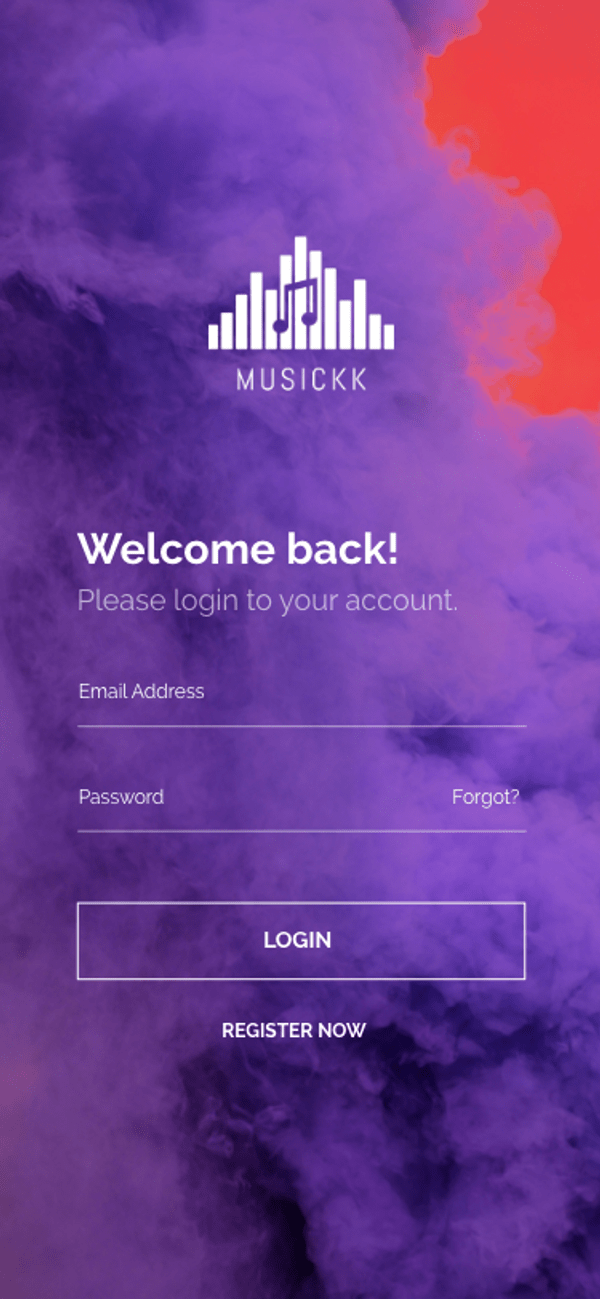 MUSICKK
Welcome back!
Please login to your account.
Email Address
Password Forgot?
LOGIN
REGISTER NOW